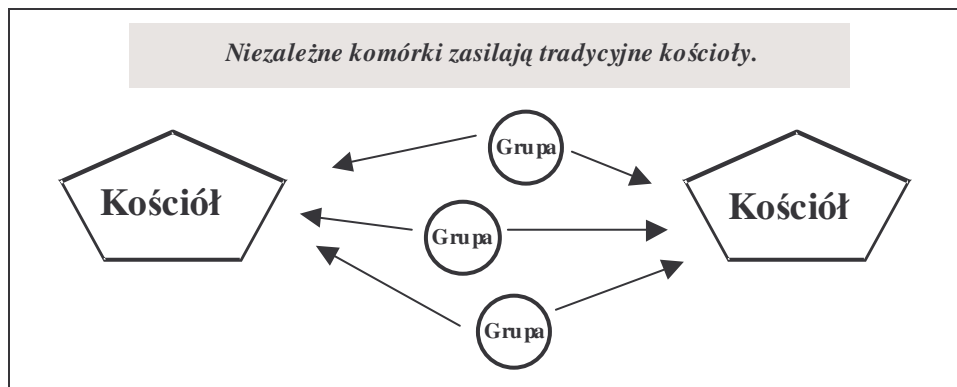 Niezależne komórki zasilają tradycyjne kościoły.
Grupa
Kościół
Kościół
Grupa
Grupa